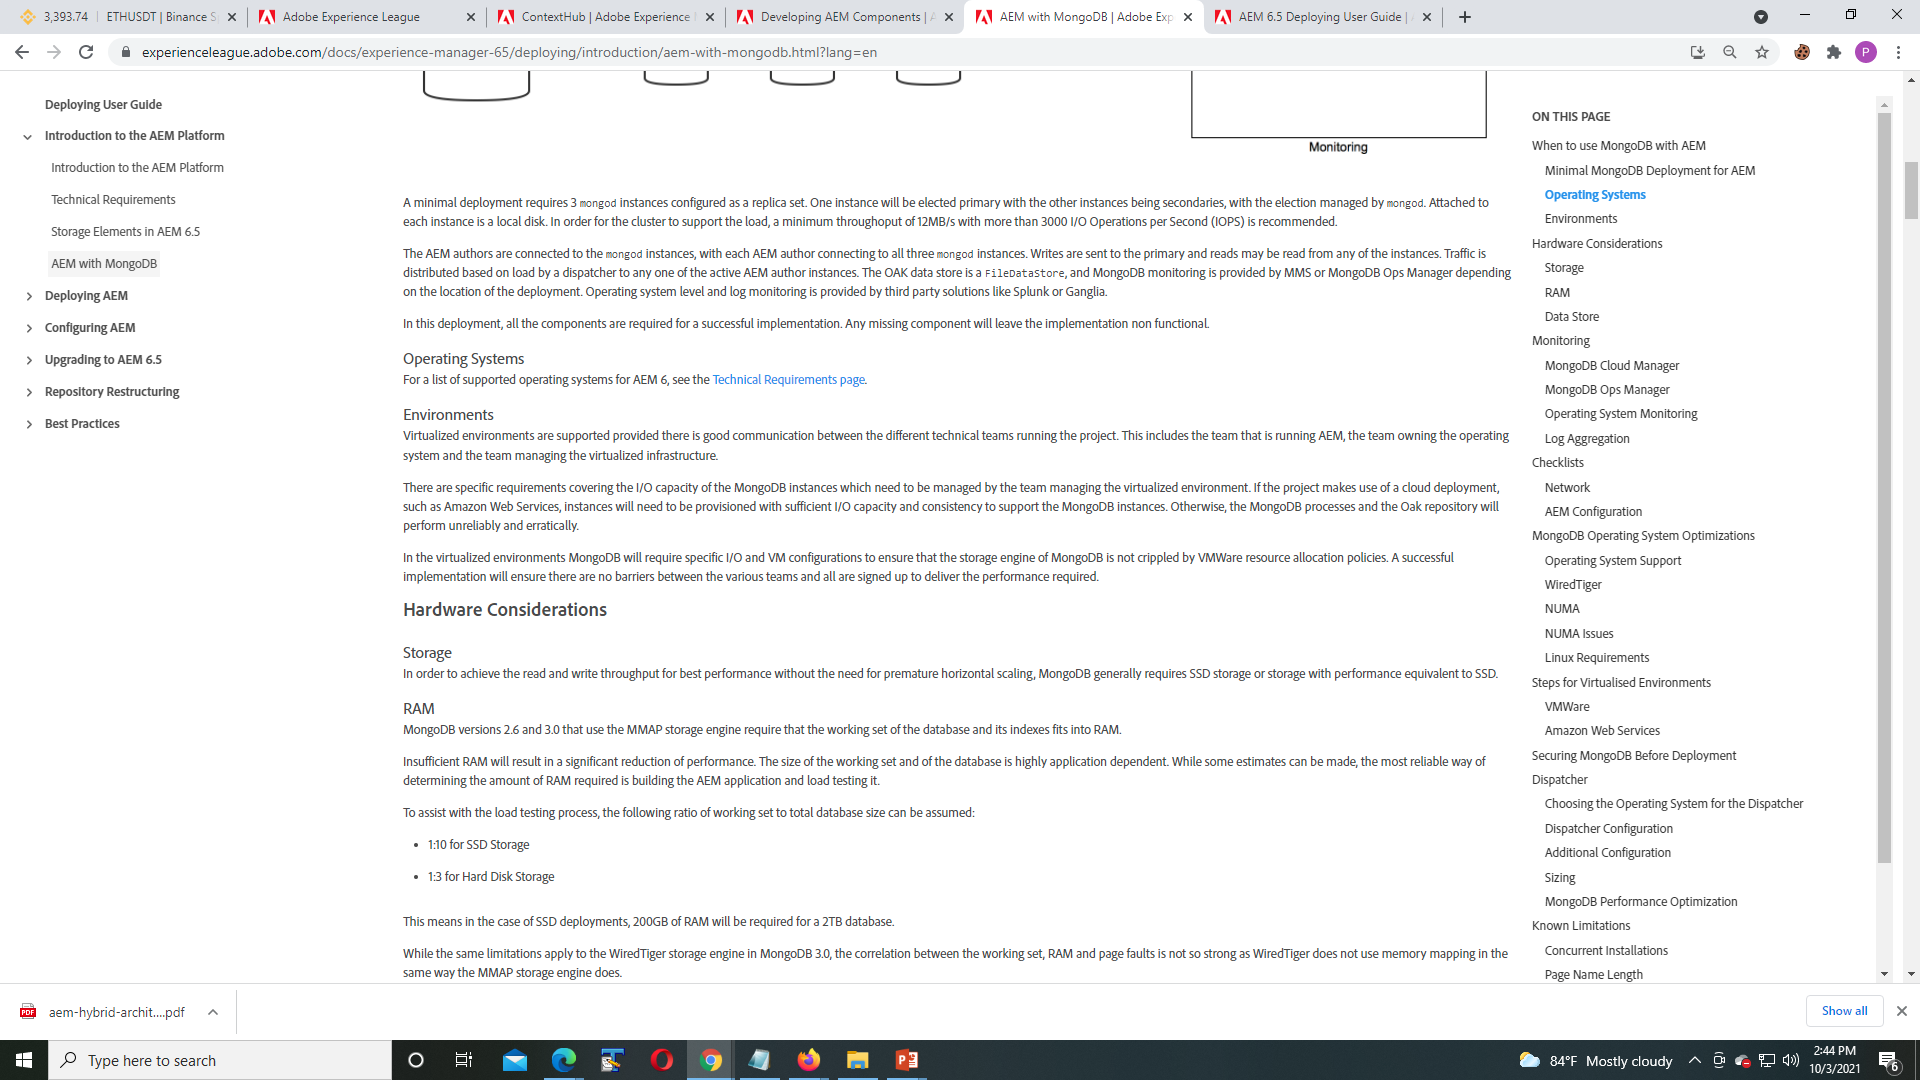 3,393.74
ETHUSDT | Binance S
Adobe Experience League
ContextHub | Adobe Experience
Developing AEM Components |
AEM with MongoDB | Adobe Exp
AEM 6.5 Deploying User Guide |
experienceleague.adobe.com/docs/experience-manager-65/deploying/introduction/aem-with-mongodb.html?lang=en
P
Deploying User Guide
Introduction to the AEM Platform
Introduction to the AEM Platform
Technical Requirements
Storage Elements in AEM 6.5
AEM with MongoDB
Deploying AEM
Configuring AEM
Upgrading to AEM 6.5
Repository Restructuring
Best Practices
Monitoring
A minimal deployment requires 3 mongod instances configured as a replica set. One instance will be elected primary with the other instances being secondaries, with the election managed by mongod. Attached to
each instance is a local disk. In order for the cluster to support the load, a minimum throughput of 12MB/s with more than 3000 I/O Operations per Second (IOPS) is recommended.
The AEM authors are connected to the mongod instances, with each AEM author connecting to all three mongod instances. Writes are sent to the primary and reads may be read from any of the instances. Traffic is
distributed based on load by a dispatcher to any one of the active AEM author instances. The OAK data store is a FileDataStore, and MongoDB monitoring is provided by MMS or MongoDB Ops Manager depending
on the location of the deployment. Operating system level and log monitoring is provided by third party solutions like Splunk or Ganglia.
In this deployment, all the components are required for a successful implementation. Any missing component will leave the implementation non functional.
Operating Systems
For a list of supported operating systems for AEM 6, see the Technical Requirements page.
Environments
Virtualized environments are supported provided there is good communication between the different technical teams running the project. This includes the team that is running AEM, the team owning the operating
system and the team managing the virtualized infrastructure.
There are specific requirements covering the I/O capacity of the MongoDB instances which need to be managed by the team managing the virtualized environment. If the project makes use of a cloud deployment,
such as Amazon Web Services, instances will need to be provisioned with sufficient I/O capacity and consistency to support the MongoDB instances. Otherwise, the MongoDB processes and the Oak repository will
perform unreliably and erratically.
In the virtualized environments MongoDB will require specific I/O and VM configurations to ensure that the storage engine of MongoDB is not crippled by VMWare resource allocation policies. A successful
implementation will ensure there are no barriers between the various teams and all are signed up to deliver the performance required.
Hardware Considerations
Storage
In order to achieve the read and write throughput for best performance without the need for premature horizontal scaling, MongoDB generally requires SSD storage or storage with performance equivalent to SSD.
RAM
MongoDB versions 2.6 and 3.0 that use the MMAP storage engine require that the working set of the database and its indexes fits into RAM.
Insufficient RAM will result in a significant reduction of performance. The size of the working set and of the database is highly application dependent. While some estimates can be made, the most reliable way of
determining the amount of RAM required is building the AEM application and load testing it.
To assist with the load testing process, the following ratio of working set to total database size can be assumed:
• 1:10 for SSD Storage
• 1:3 for Hard Disk Storage
This means in the case of SSD deployments, 200GB of RAM will be required for a 2TB database.
While the same limitations apply to the WiredTiger storage engine in MongoDB 3.0, the correlation between the working set, RAM and page faults is not so strong as WiredTiger does not use memory mapping in the
same way the MMAP storage engine does.
ON THIS PAGE
When to use MongoDB with AEM
Minimal MongoDB Deployment for AEM
Operating Systems
Environments
Hardware Considerations
Storage
RAM
Data Store
Monitoring
MongoDB Cloud Manager
MongoDB Ops Manager
Operating System Monitoring
Log Aggregation
Checklists
Network
AEM Configuration
MongoDB Operating System Optimizations
Operating System Support
WiredTiger
NUMA
NUMA Issues
Linux Requirements
Steps for Virtualised Environments
VMWare
Amazon Web Services
Securing MongoDB Before Deployment
Dispatcher
Choosing the Operating System for the Dispatcher
Dispatcher Configuration
Additional Configuration
Sizing
MongoDB Performance Optimization
Known Limitations
Concurrent Installations
Page Name Length
PDF
aem-hybrid-archit....pdf
Show all
Type here to search
84°F Mostly cloudy
2:44 PM
10/3/2021
6